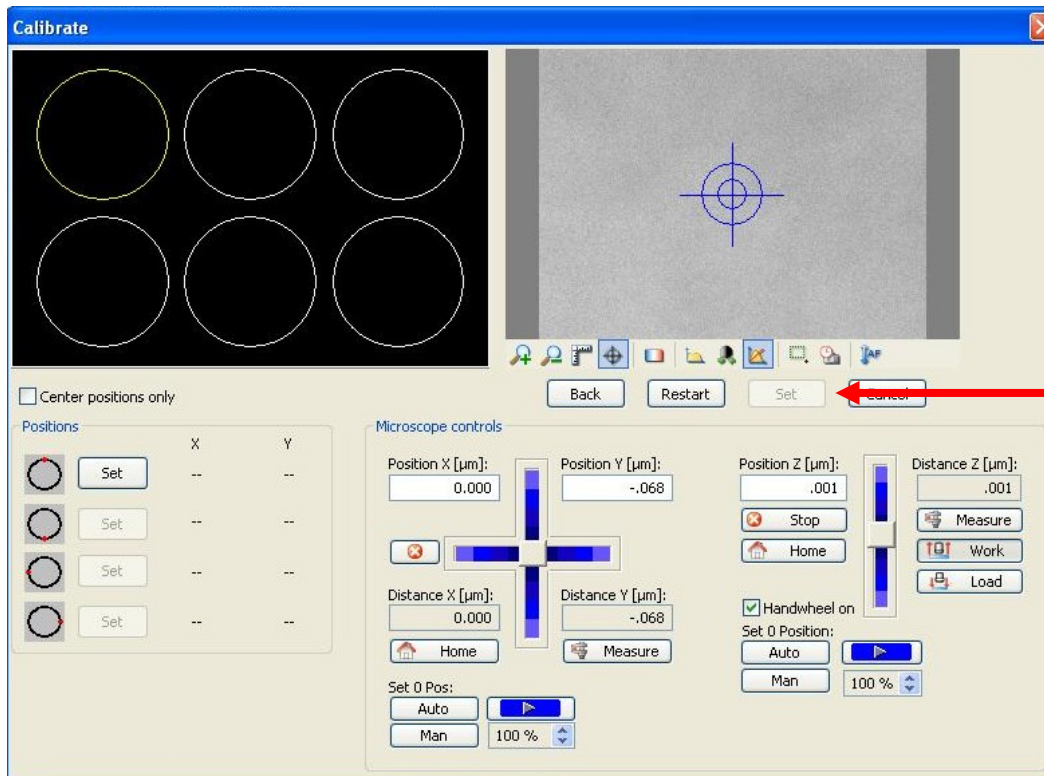 Calibrate
AF
Center positions only
Back Restart Set Cancel
Positions
X Y
Set -- --
Set -- --
Set -- --
Set -- --
Microscope controls
Position X [µm]: Position Y [µm]:
0.000 -.068
Distance X [µm]: Distance Y [µm]:
0.000 -.068
Home Measure
Set 0 Pos:
Auto
Man 100 %
Position Z [µm]: Distance Z [µm]:
.001 .001
Stop Measure
Home Work
Load
Handwheel on
Set 0 Position:
Auto
Man 100 %